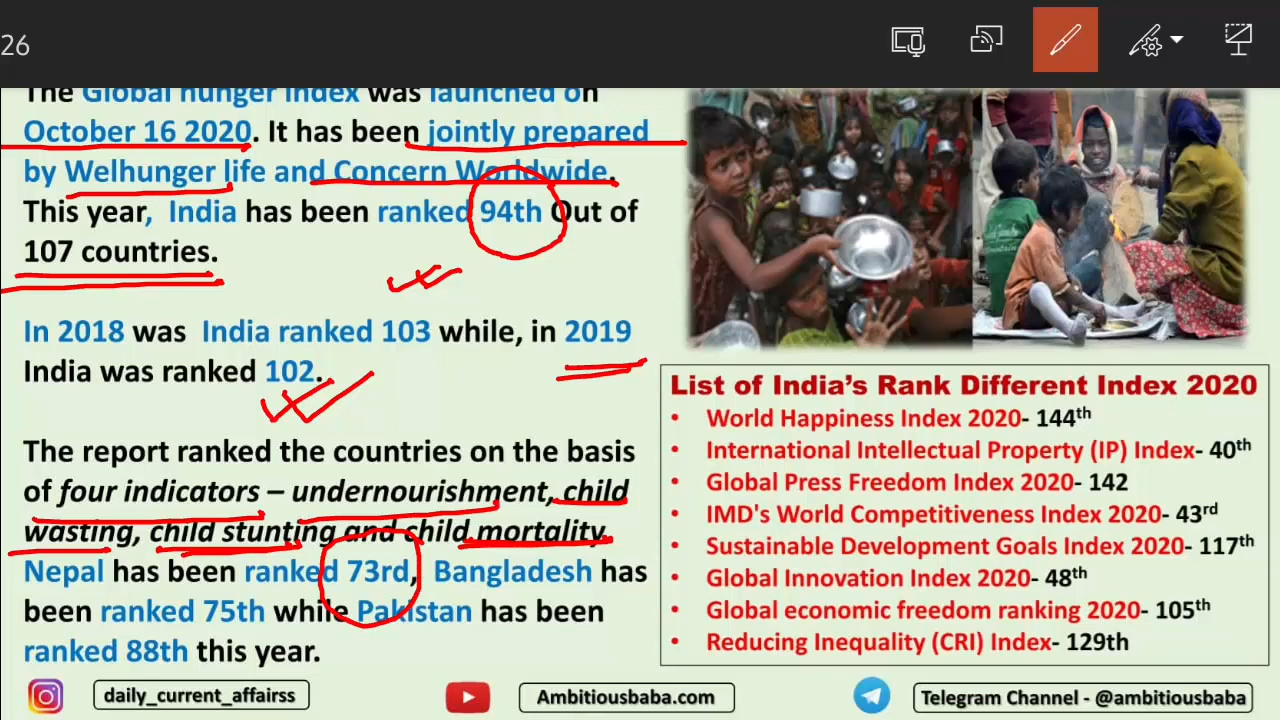 26
The Global hunger Index was launched on
October 16 2020. It has been jointly prepared
by Welhunger life and Concern Worldwide.
This year, India has been ranked 94th Out of
107 countries.
In 2018 was India ranked 103 while, in 2019
India was ranked 102.
The report ranked the countries on the basis
of four indicators – undernourishment, child
wasting, child stunting and child mortality.
Nepal has been ranked 73rd, Bangladesh has
been ranked 75th while Pakistan has been
ranked 88th this year.
List of India’s Rank Different Index 2020
• World Happiness Index 2020- 144th
• International Intellectual Property (IP) Index- 40th
• Global Press Freedom Index 2020- 142
• IMD's World Competitiveness Index 2020- 43rd
• Sustainable Development Goals Index 2020- 117th
• Global Innovation Index 2020- 48th
• Global economic freedom ranking 2020- 105th
• Reducing Inequality (CRI) Index- 129th
daily_current_affairss
Ambitiousbaba.com
Telegram Channel - @ambitiousbaba